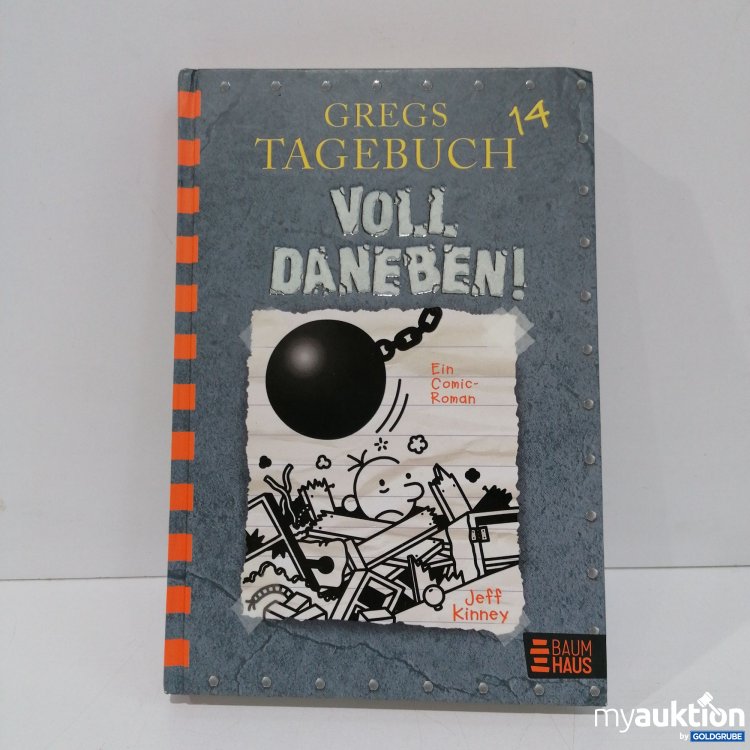 GREGS
TAGEBUCH 14
VOLL
DANEBEN!
Ein
Comic-
Roman
Jeff
Kinney
BAUM
HAUS
myauktion
by GOLDGRUBE